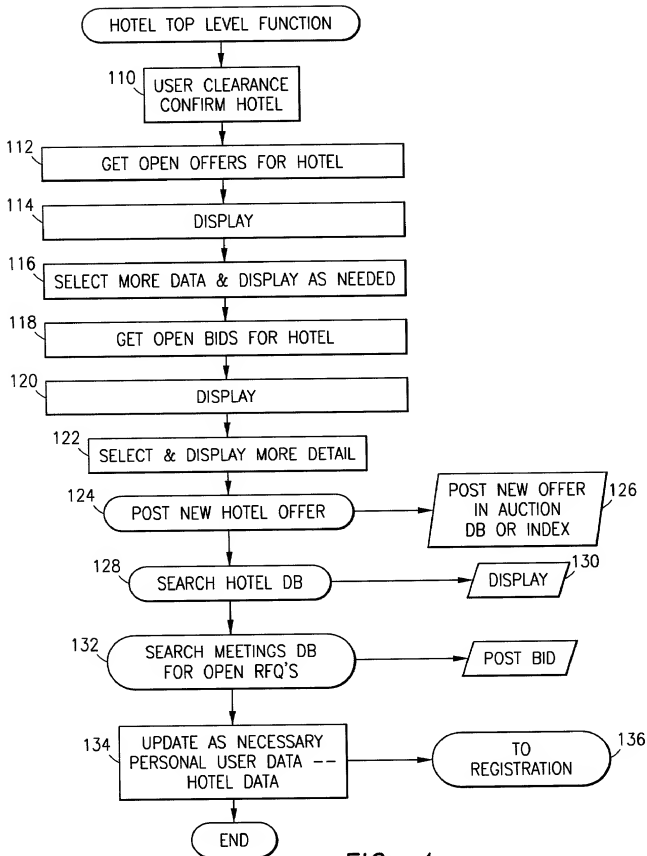 HOTEL TOP LEVEL FUNCTION
110
USER CLEARANCE
CONFIRM HOTEL
112
GET OPEN OFFERS FOR HOTEL
114
DISPLAY
116
SELECT MORE DATA & DISPLAY AS NEEDED
118
GET OPEN BIDS FOR HOTEL
120
DISPLAY
122
SELECT & DISPLAY MORE DETAIL
124
POST NEW HOTEL OFFER
POST NEW OFFER
IN AUCTION
DB OR INDEX
126
128
SEARCH HOTEL DB
DISPLAY
130
132
SEARCH MEETINGS DB
FOR OPEN RFQ'S
POST BID
134
UPDATE AS NECESSARY
PERSONAL USER DATA --
HOTEL DATA
TO
REGISTRATION
136
END